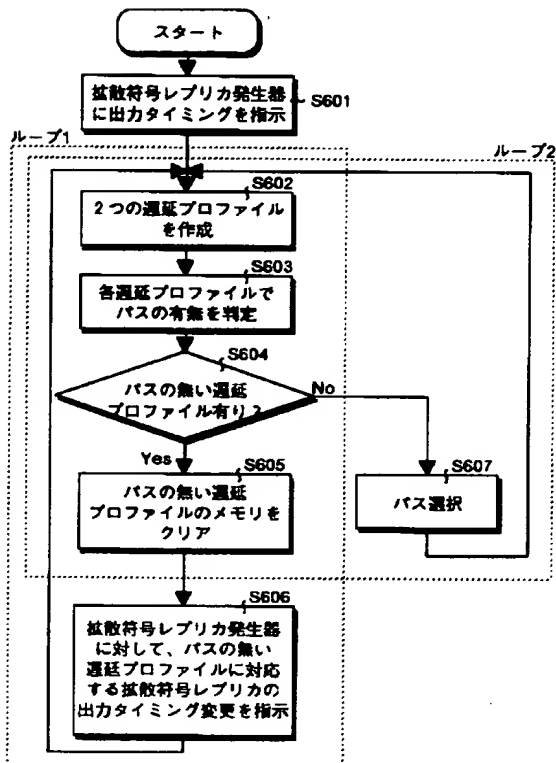 スタート
拡散符号レプリカ発生器
に出力タイミングを指示
S601
ループ1
ループ2
S602
2つの遅延プロファイル
を作成
S603
各遅延プロファイルで
パスの有無を判定
S604
パスの無い遅延
プロファイル有り？
No
Yes
S605
パスの無い遅延
プロファイルのメモリを
クリア
S607
パス選択
S606
拡散符号レプリカ発生器
に対して、パスの無い
遅延プロファイルに対応
する拡散符号レプリカの
出力タイミング変更を指示